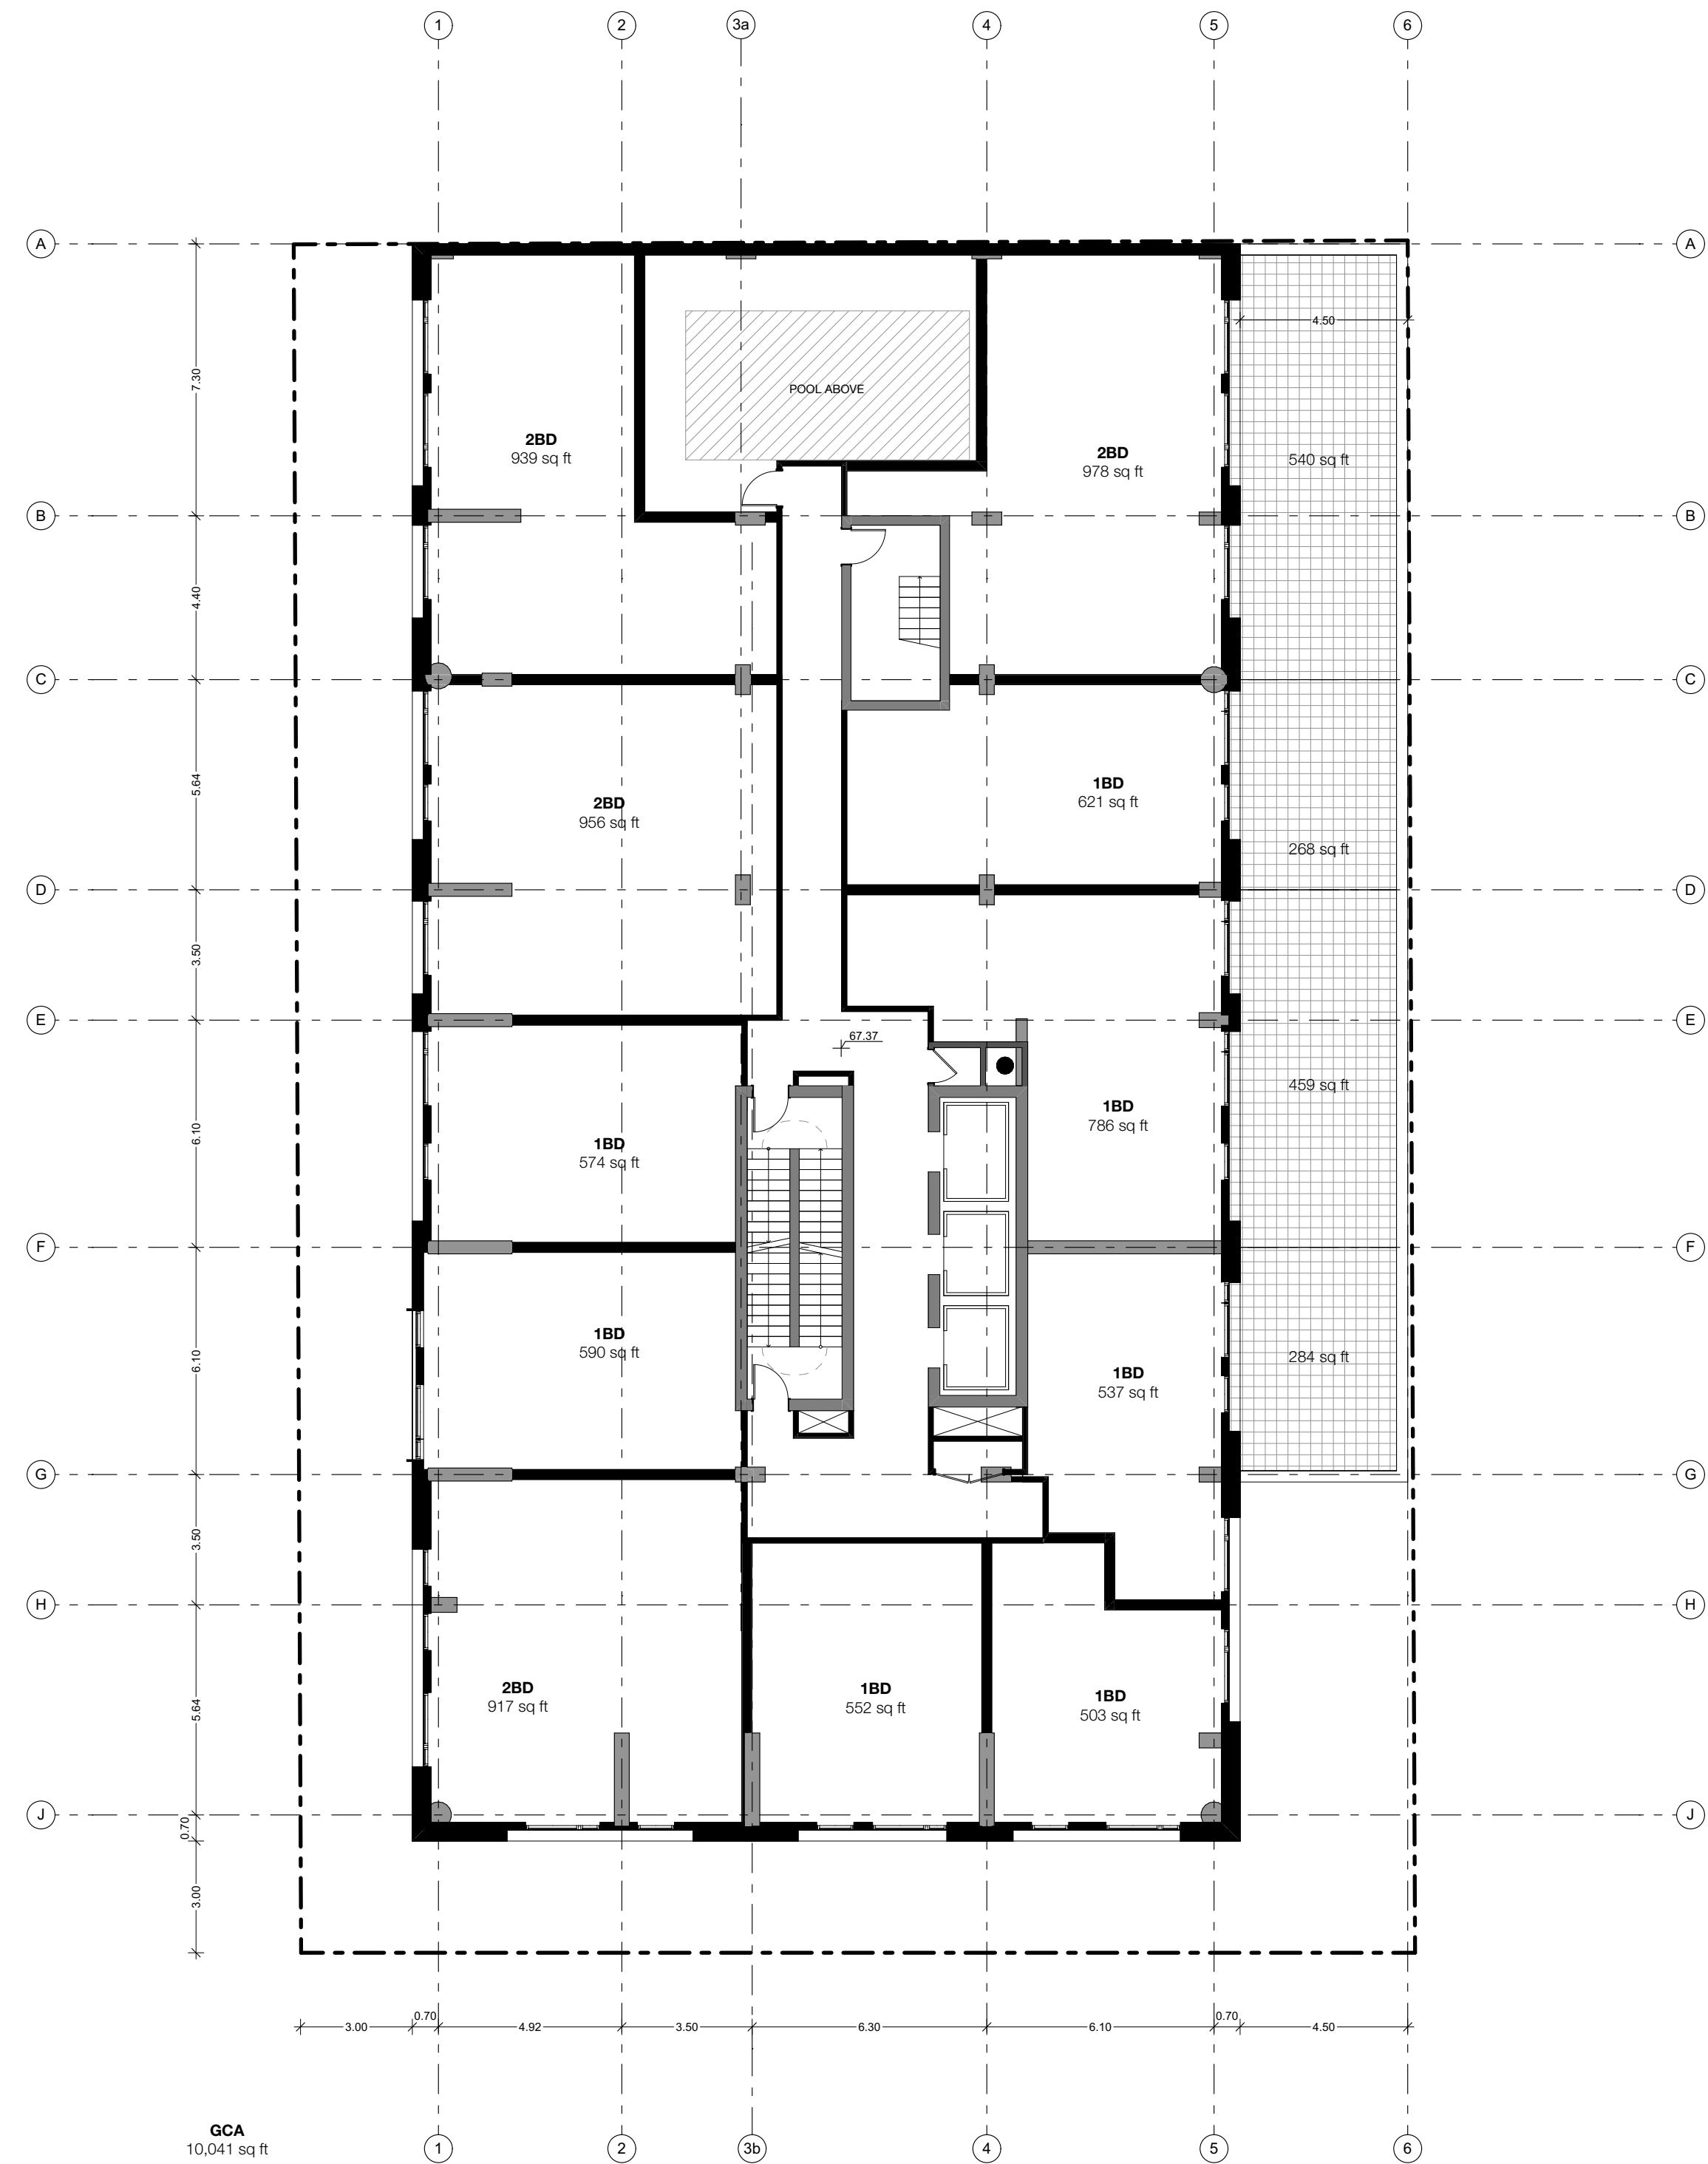 1
2
3a
4
5
6
A
A
4.50
7.30
POOL ABOVE
2BD
939 sq ft
2BD
978 sq ft
540 sq ft
B
B
4.40
C
C
5.64
2BD
956 sq ft
1BD
621 sq ft
268 sq ft
D
D
3.50
E
E
67.37
459 sq ft
6.10
1BD
574 sq ft
1BD
786 sq ft
F
F
6.10
1BD
590 sq ft
1BD
537 sq ft
284 sq ft
G
G
3.50
H
H
5.64
2BD
917 sq ft
1BD
552 sq ft
1BD
503 sq ft
J
J
0.70
3.00
3.00
0.70
4.92
3.50
6.30
6.10
0.70
4.50
GCA
10,041 sq ft
1
2
3b
4
5
6